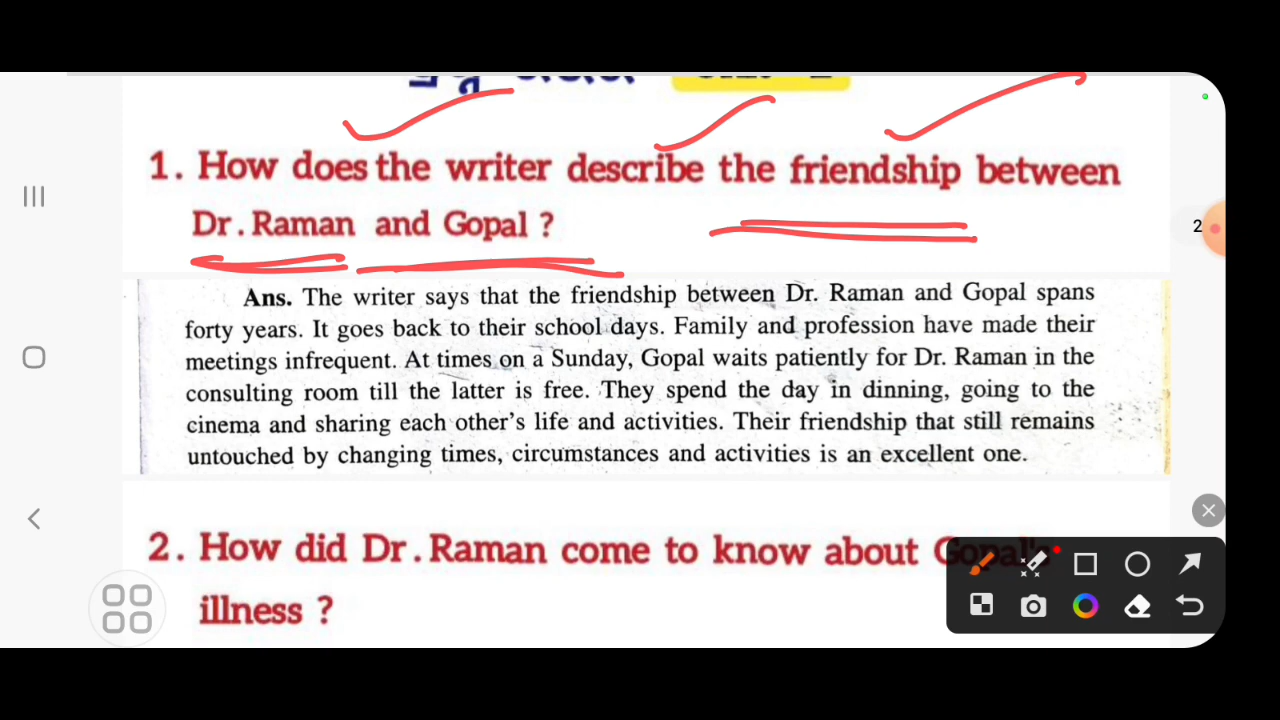 1. How does the writer describe the friendship between
Dr. Raman and Gopal ?
2
Ans. The writer says that the friendship between Dr. Raman and Gopal spans
forty years. It goes back to their school days. Family and profession have made their
meetings infrequent. At times on a Sunday, Gopal waits patiently for Dr. Raman in the
consulting room till the latter is free. They spend the day in dinning, going to the
cinema and sharing each other's life and activities. Their friendship that still remains
untouched by changing times, circumstances and activities is an excellent one.
2. How did Dr. Raman come to know about Gopal's
illness ?